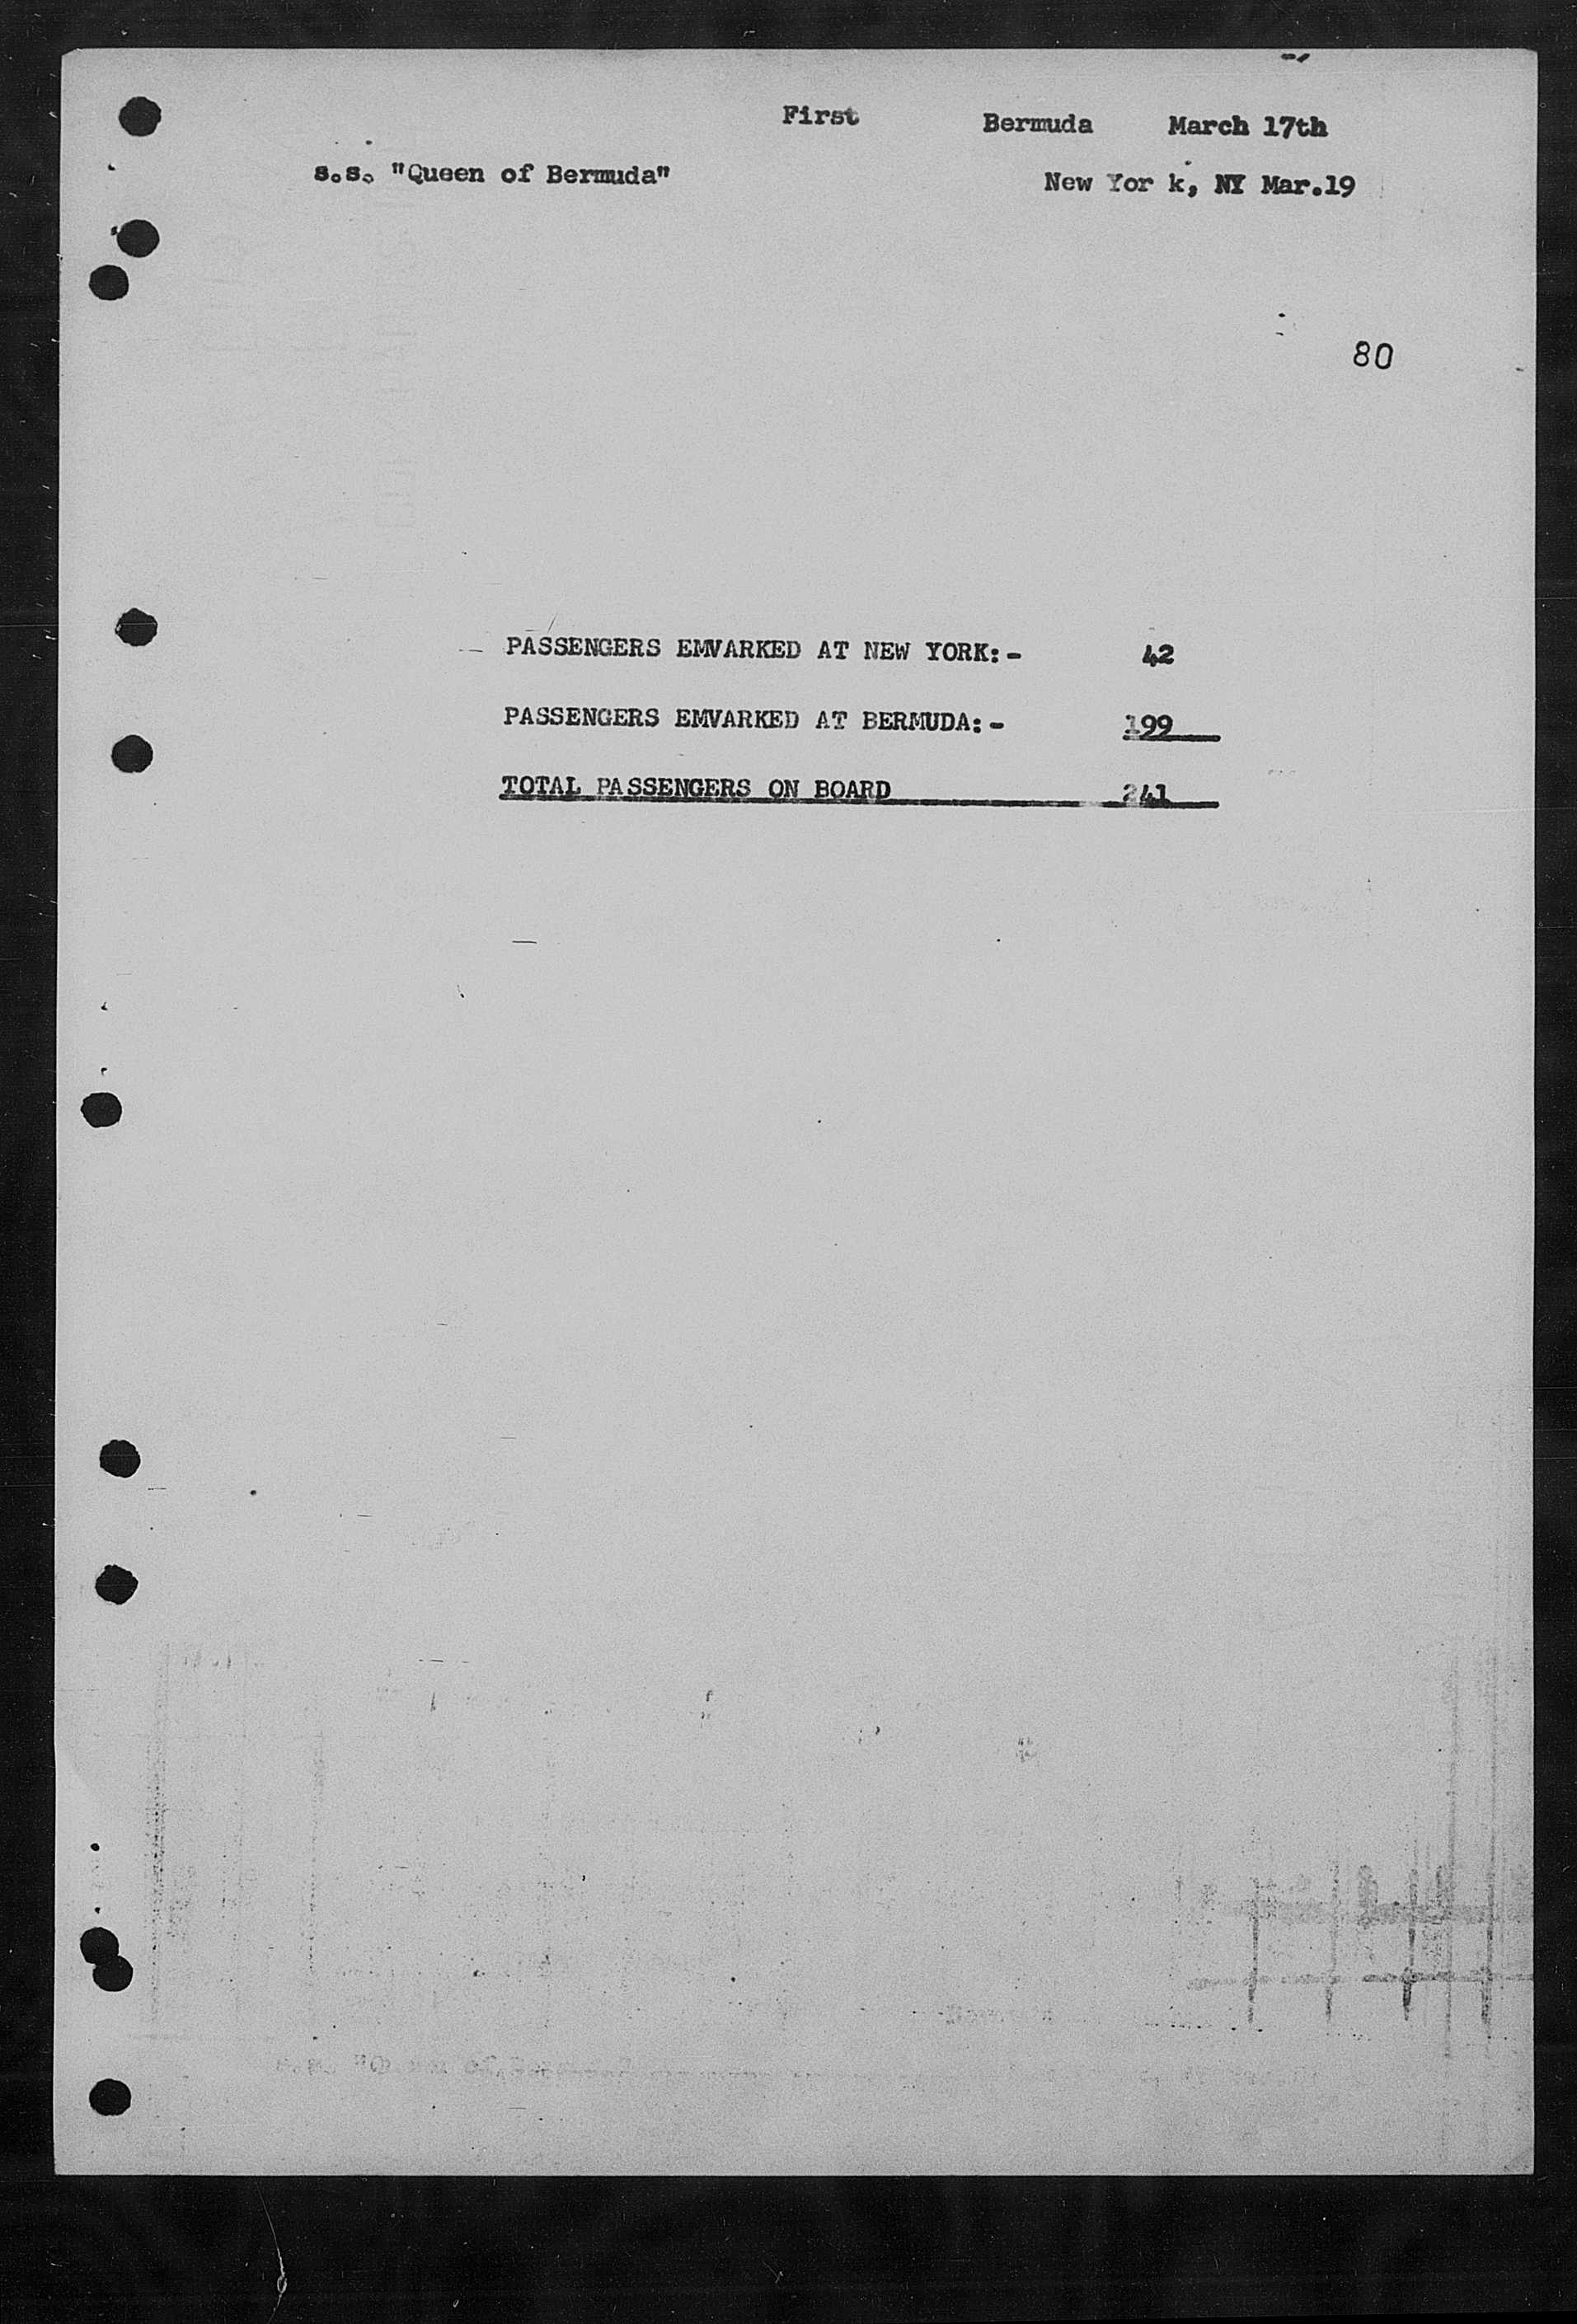 First Bermuda March 17th
s.s. "Queen of Bermuda" New Yor k, NY Mar.19
80
PASSENGERS EMVARKED AT NEW YORK:- 42
PASSENGERS EMVARKED AT BERMUDA:- 199
TOTAL PASSENGERS ON BOARD 241